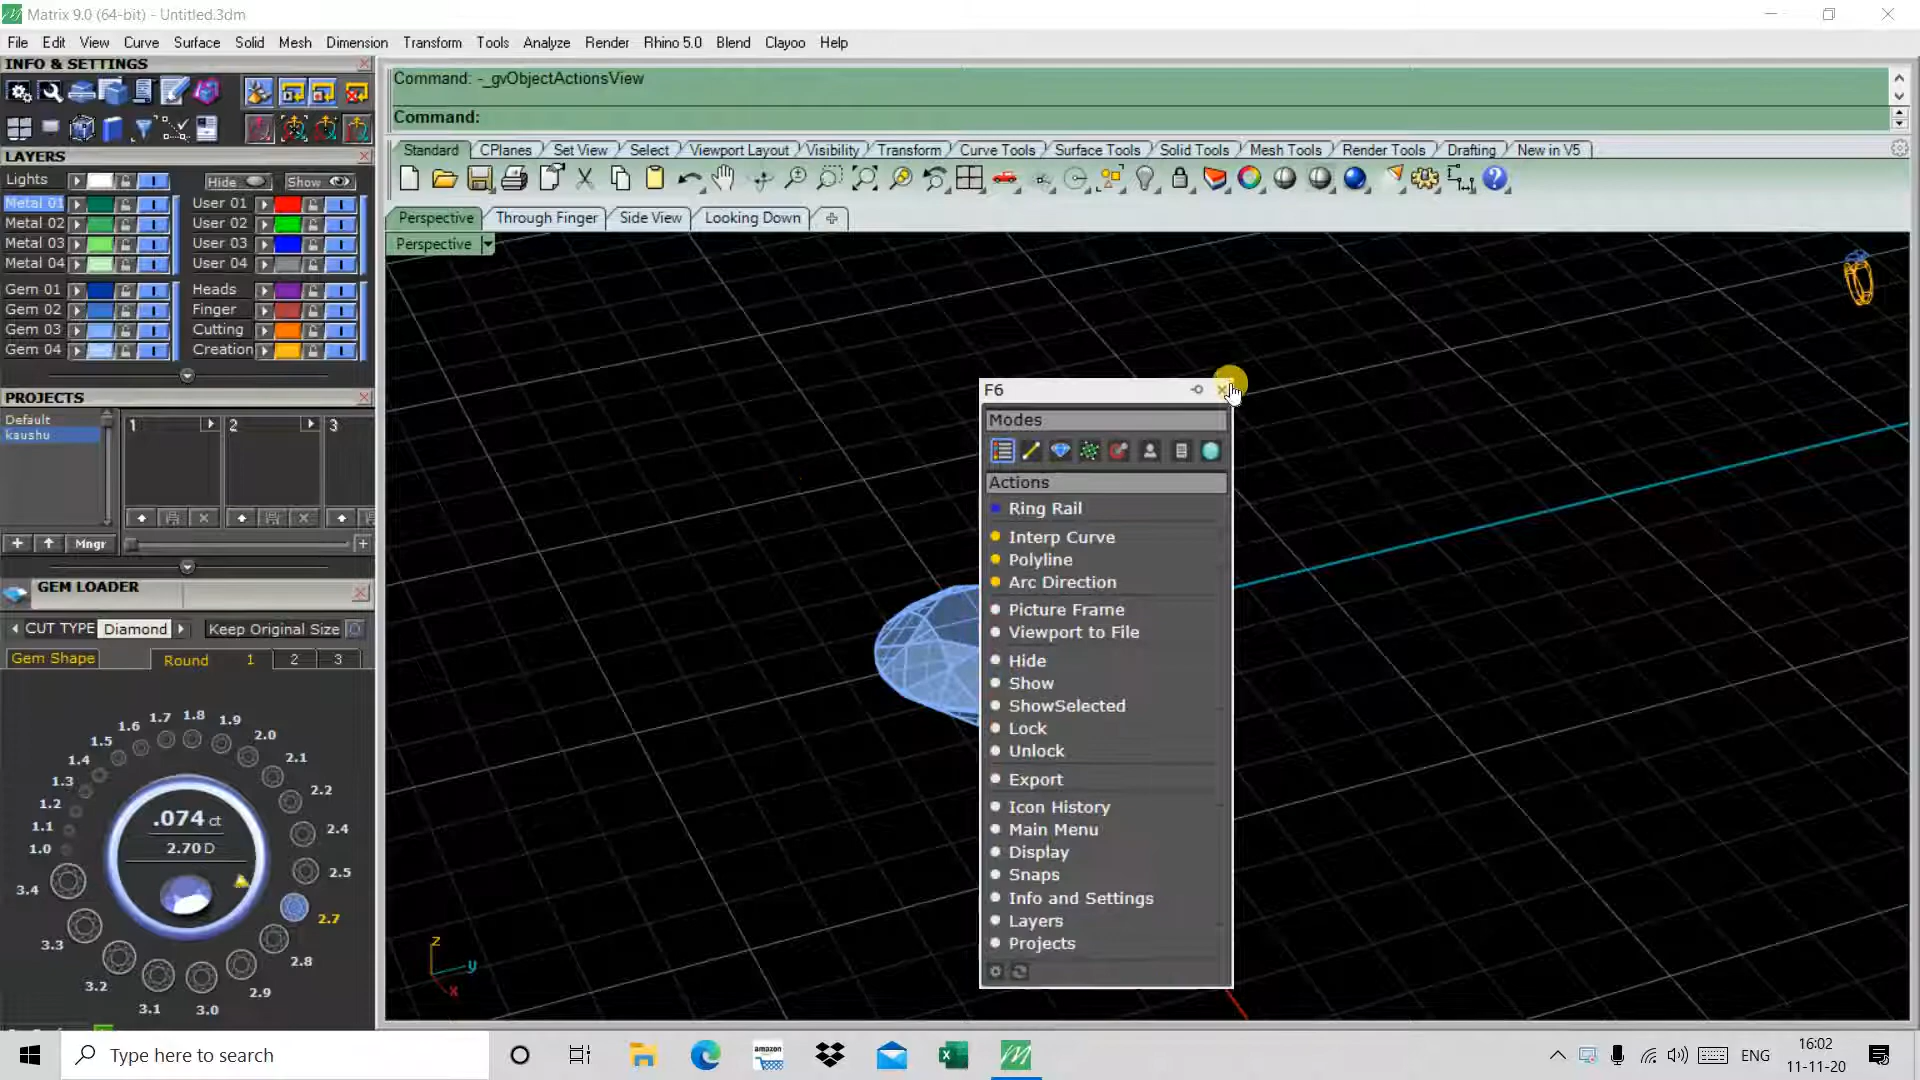 Matrix 9.0 (64-bit) - Untitled.3dm
File Edit View Curve Surface Solid Mesh Dimension Transform Tools Analyze Render Rhino 5.0 Blend Clayoo Help
INFO & SETTINGS
Command: -_gvObjectActionsView
Command:
Standard CPlanes Set View Select Viewport Layout Visibility Transform Curve Tools Surface Tools Solid Tools Mesh Tools Render Tools Drafting New in V5
LAYERS
Lights Hide Show
Metal 01 User 01
Metal 02 User 02
Metal 03 User 03
Metal 04 User 04
Gem 01 Heads
Gem 02 Finger
Gem 03 Cutting
Gem 04 Creation
Perspective Through Finger Side View Looking Down
Perspective
PROJECTS
Default
kaushu
1 2 3
Mngr
GEM LOADER
CUT TYPE Diamond Keep Original Size
Gem Shape Round 1 2 3
1.0
1.1
1.2
1.3
1.4
1.5
1.6
1.7
1.8
1.9
2.0
2.1
2.2
2.4
2.5
2.7
2.8
2.9
3.0
3.1
3.2
3.3
3.4
.074 ct
2.70 D
F6
Modes
Actions
Ring Rail
Interp Curve
Polyline
Arc Direction
Picture Frame
Viewport to File
Hide
Show
ShowSelected
Lock
Unlock
Export
Icon History
Main Menu
Display
Snaps
Info and Settings
Layers
Projects
z
y
x
Type here to search
amazon
ENG
16:02
11-11-20